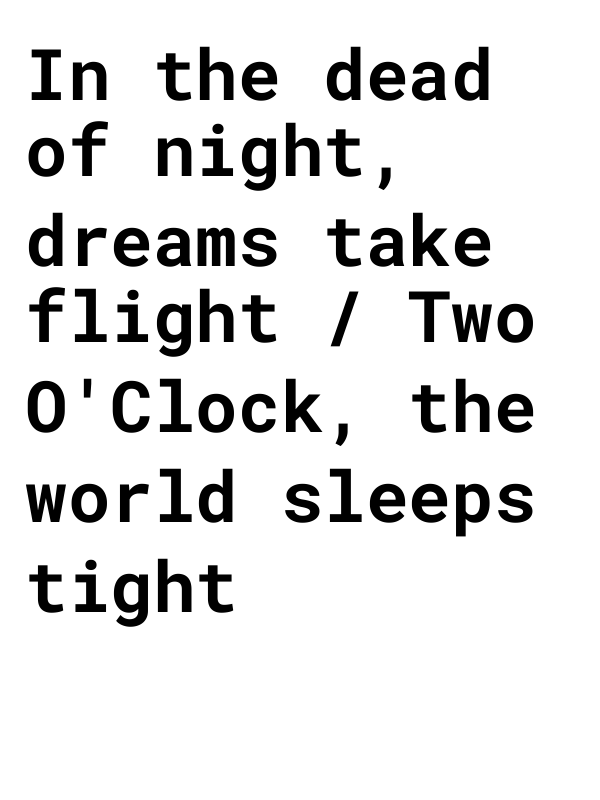 In the dead
of night,
dreams take
flight / Two
O'Clock, the
world sleeps
tight